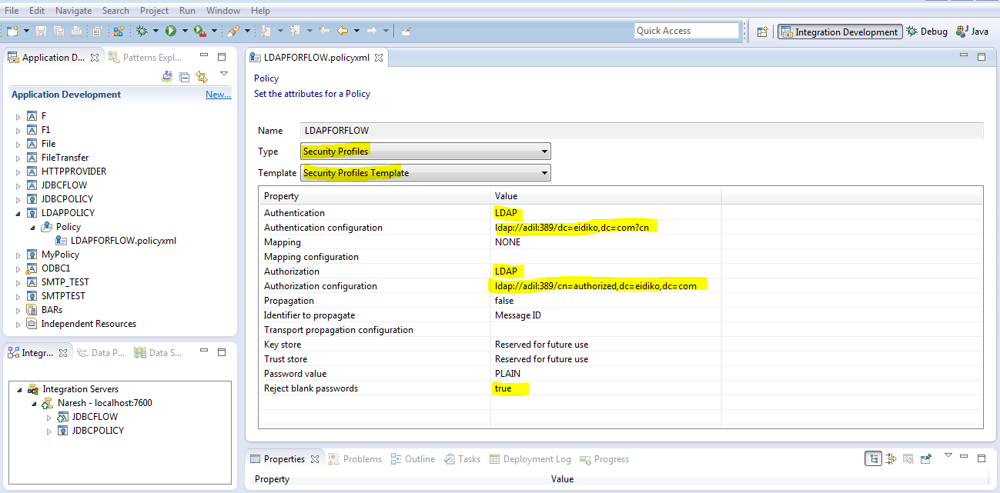 File Edit Navigate Search Project Run Window Help
Quick Access
Integration Development Debug Java
Application D... Patterns Expl...
Application Development New...
F
F1
File
FileTransfer
HTTPPROVIDER
JDBCFLOW
JDBCPOLICY
LDAPPOLICY
Policy
LDAPFORFLOW.policyxml
MyPolicy
ODBC1
SMTP_TEST
SMTPTEST
BARs
Independent Resources
Integr... Data P... Data S...
Integration Servers
Naresh - localhost:7600
JDBCFLOW
JDBCPOLICY
LDAPFORFLOW.policyxml
Policy
Set the attributes for a Policy
Name LDAPFORFLOW
Type Security Profiles
Template Security Profiles Template
Property Value
Authentication LDAP
Authentication configuration ldap://adil:389/dc=eidiko,dc=com?cn
Mapping NONE
Mapping configuration
Authorization LDAP
Authorization configuration ldap://adil:389/cn=authorized,dc=eidiko,dc=com
Propagation false
Identifier to propagate Message ID
Transport propagation configuration
Key store Reserved for future use
Trust store Reserved for future use
Password value PLAIN
Reject blank passwords true
Properties Problems Outline Tasks Deployment Log Progress
Property Value